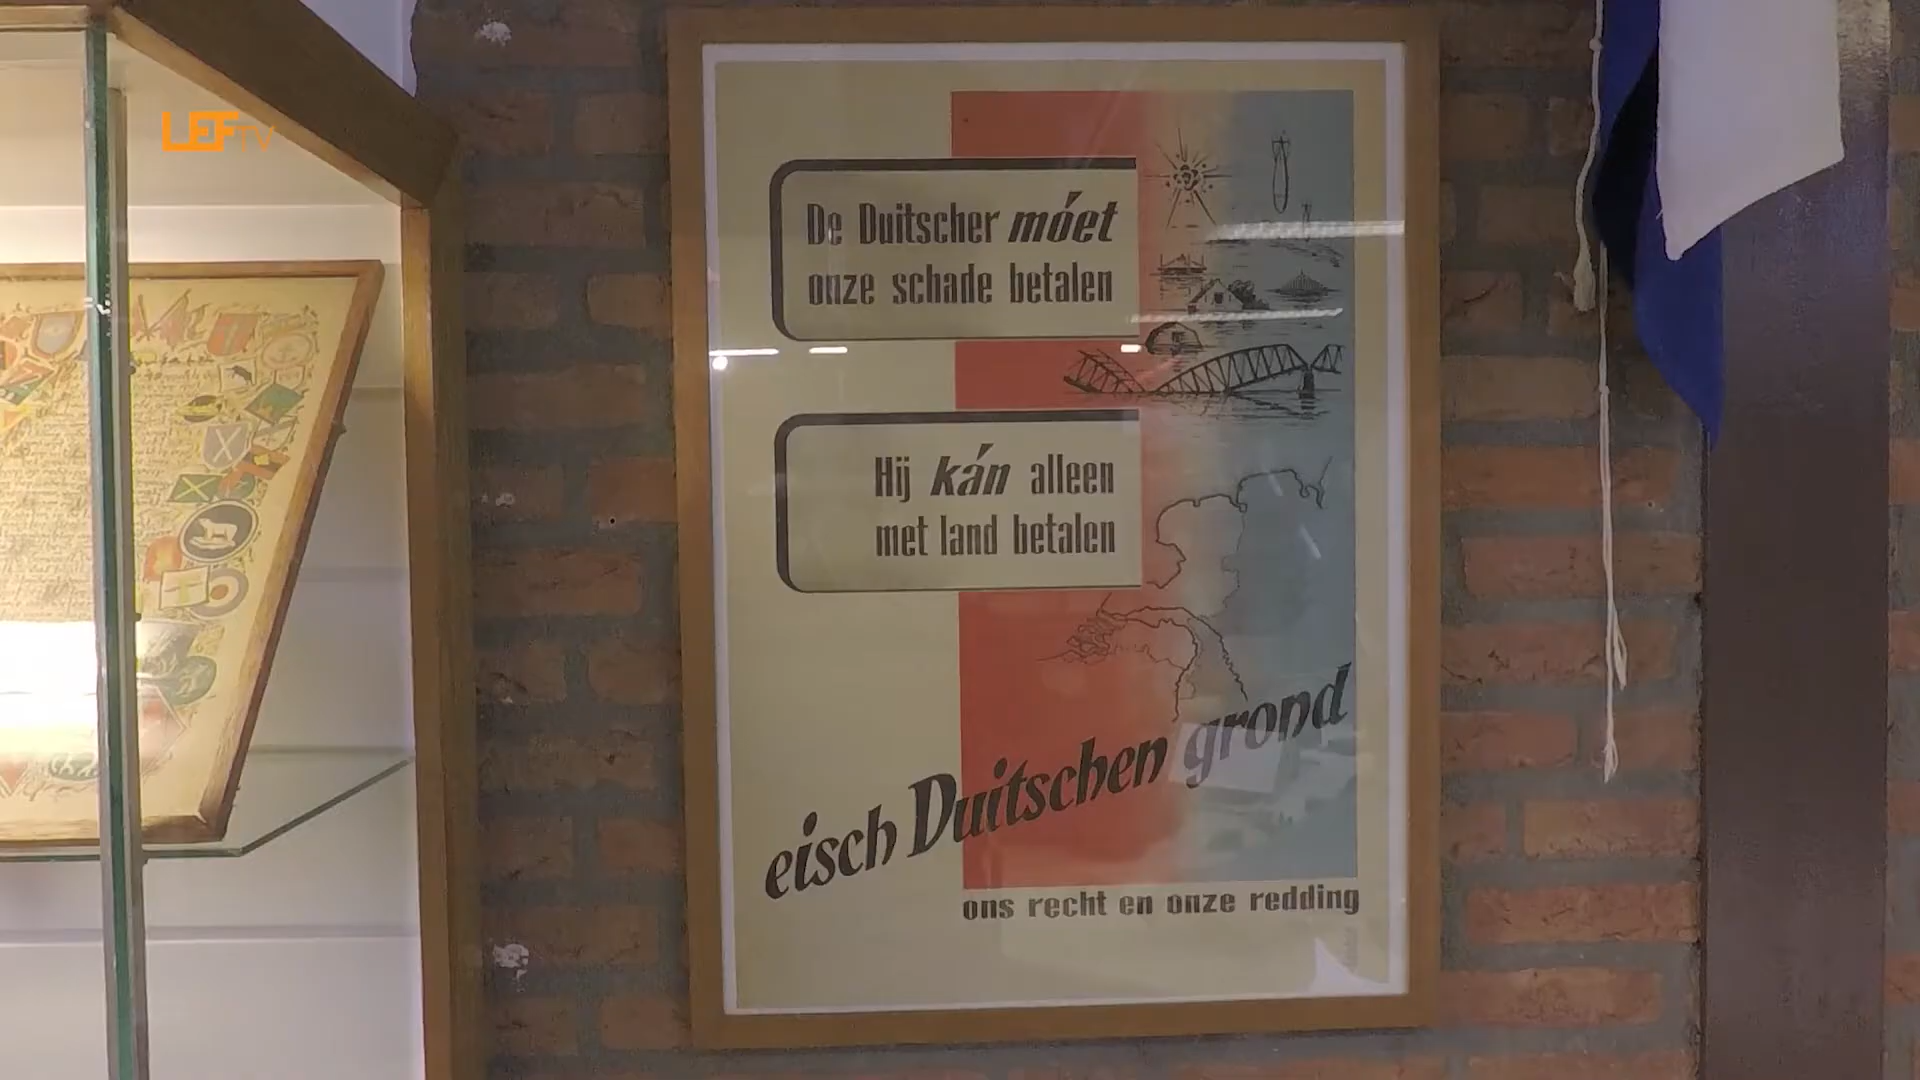 LEFTV
De Duitscher móet
onze schade betalen
Hij kán alleen
met land betalen
eisch Duitschen grond
ons recht en onze redding